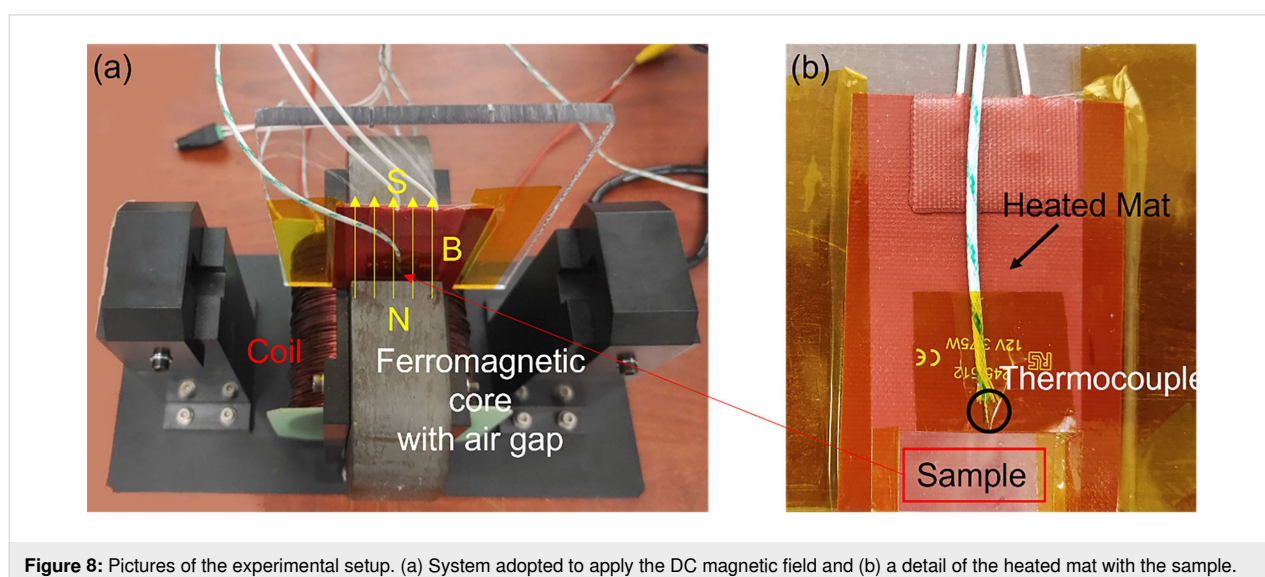 (a)
S
B
N
Coil
Ferromagnetic
core
with air gap
(b)
Heated Mat
12V 3.75W
RS
CE
Thermocouple
Sample
Figure 8: Pictures of the experimental setup. (a) System adopted to apply the DC magnetic field and (b) a detail of the heated mat with the sample.